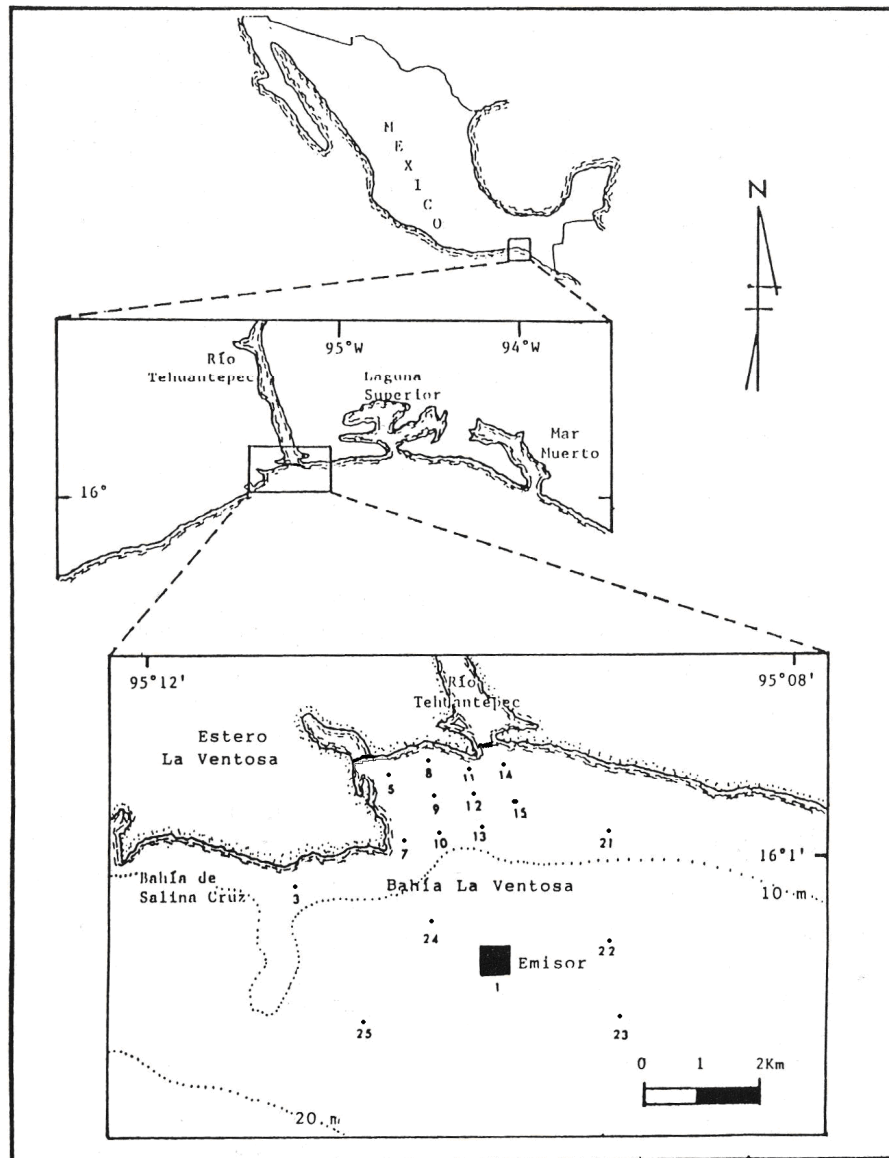 MEXICO
N
95°W
94°W
Río
Tehuantepec
Laguna
Superior
Mar
Muerto
16°
95°12'
95°08'
Río
Tehuantepec
Estero
La Ventosa
8
11
14
5
9
12
15
7
10
13
21
16°1'
Bahía de
Salina Cruz
3
Bahía La Ventosa
10 m
24
22
Emisor
1
25
23
0 1 2Km
20 m